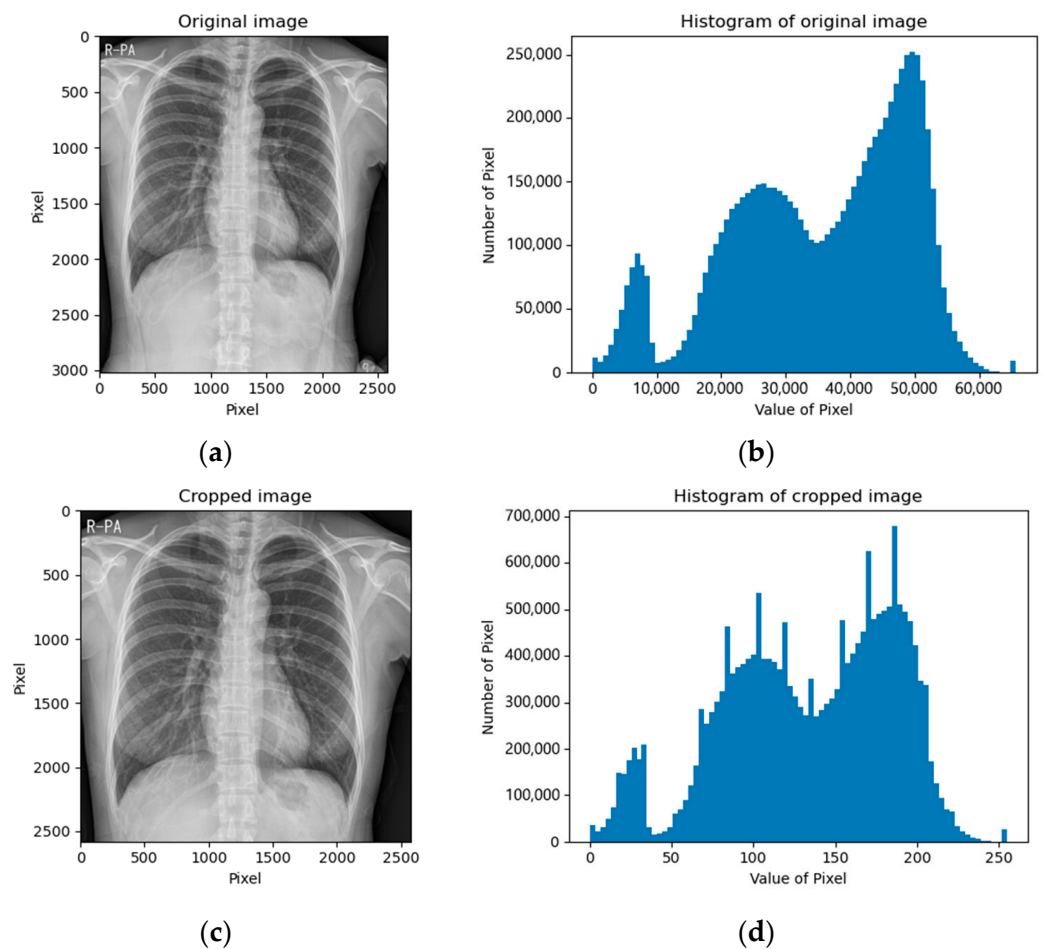 Original image
R-PA
0
500
1000
1500
2000
2500
3000
Pixel
0 500 1000 1500 2000 2500
Pixel
(a)
Histogram of original image
250,000
200,000
150,000
100,000
50,000
0
Number of Pixel
0 10,000 20,000 30,000 40,000 50,000 60,000
Value of Pixel
(b)
Cropped image
R-PA
0
500
1000
1500
2000
2500
Pixel
0 500 1000 1500 2000 2500
Pixel
(c)
Histogram of cropped image
700,000
600,000
500,000
400,000
300,000
200,000
100,000
0
Number of Pixel
0 50 100 150 200 250
Value of Pixel
(d)